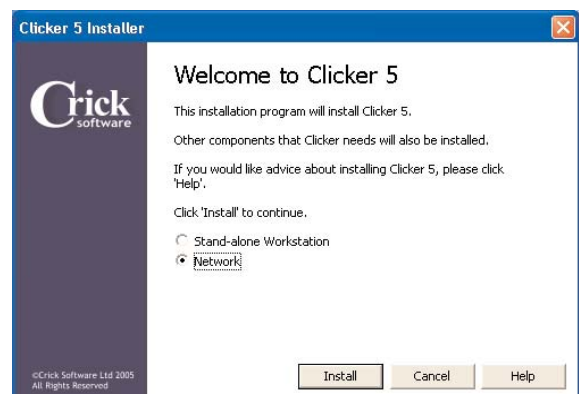 Clicker 5 Installer
Crick
software
Welcome to Clicker 5
This installation program will install Clicker 5.
Other components that Clicker needs will also be installed.
If you would like advice about installing Clicker 5, please click
'Help'.
Click 'Install' to continue.
Stand-alone Workstation
Network
©Crick Software Ltd 2005
All Rights Reserved
Install
Cancel
Help